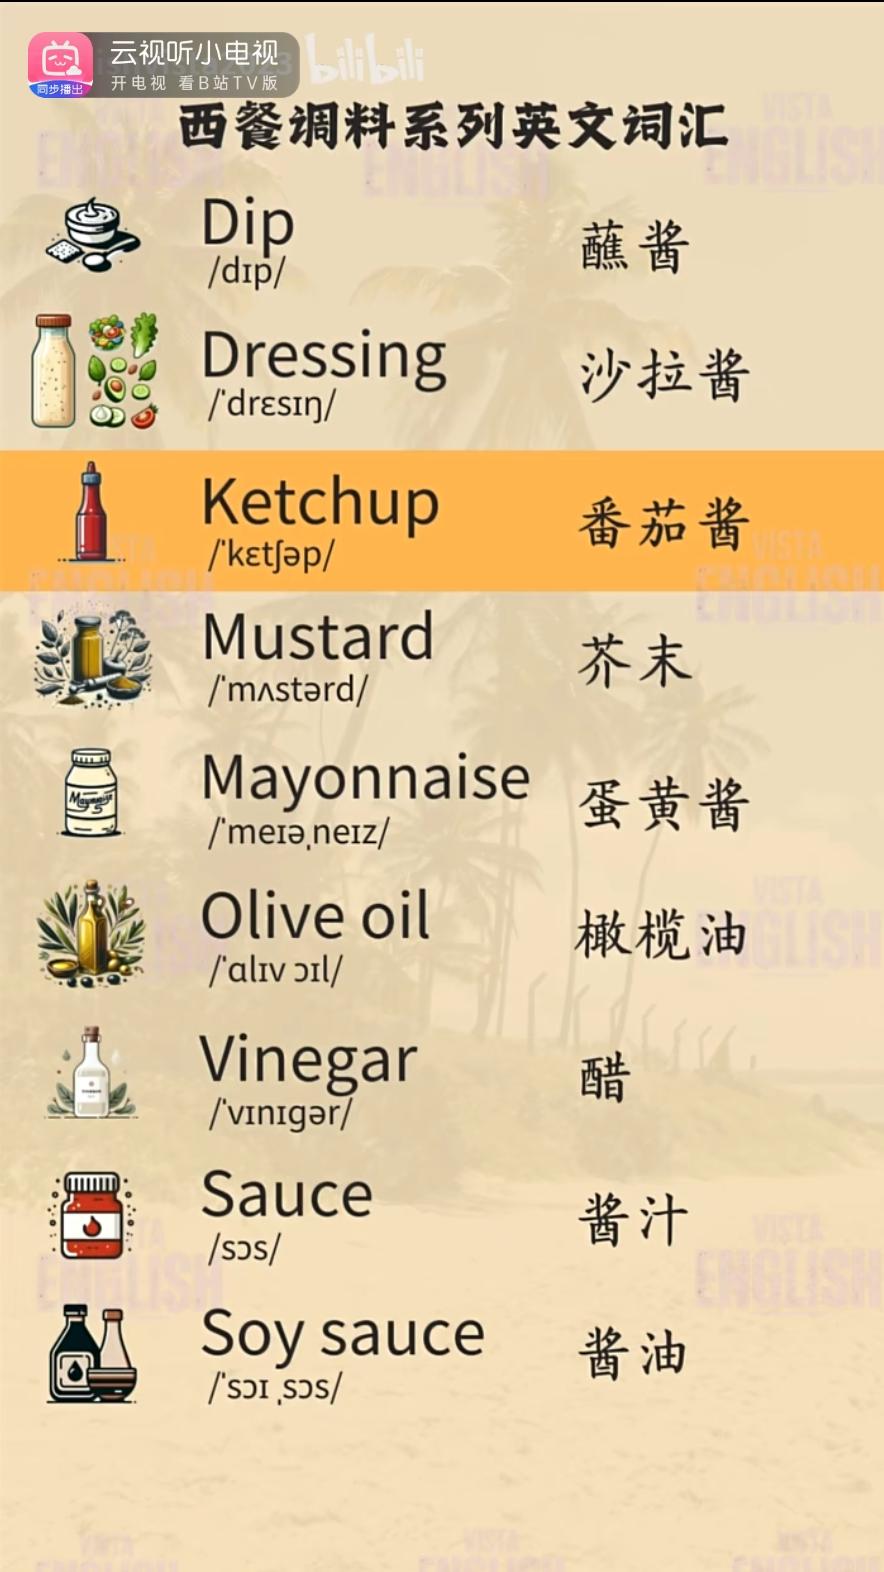 云视听小电视
开电视 看B站TV版
同步播出
bilibili
西餐调料系列英文词汇
Dip
/dɪp/
蘸酱
Dressing
/ˈdrɛsɪŋ/
沙拉酱
Ketchup
/ˈkɛtʃəp/
番茄酱
Mustard
/ˈmʌstərd/
芥末
Mayonnaise
/ˈmeɪəˌneɪz/
蛋黄酱
Olive oil
/ˈɑlɪv ɔɪl/
橄榄油
Vinegar
/ˈvɪnɪgər/
醋
Sauce
/sɔs/
酱汁
Soy sauce
/ˈsɔɪ ˌsɔs/
酱油
VISTA
ENGLISH